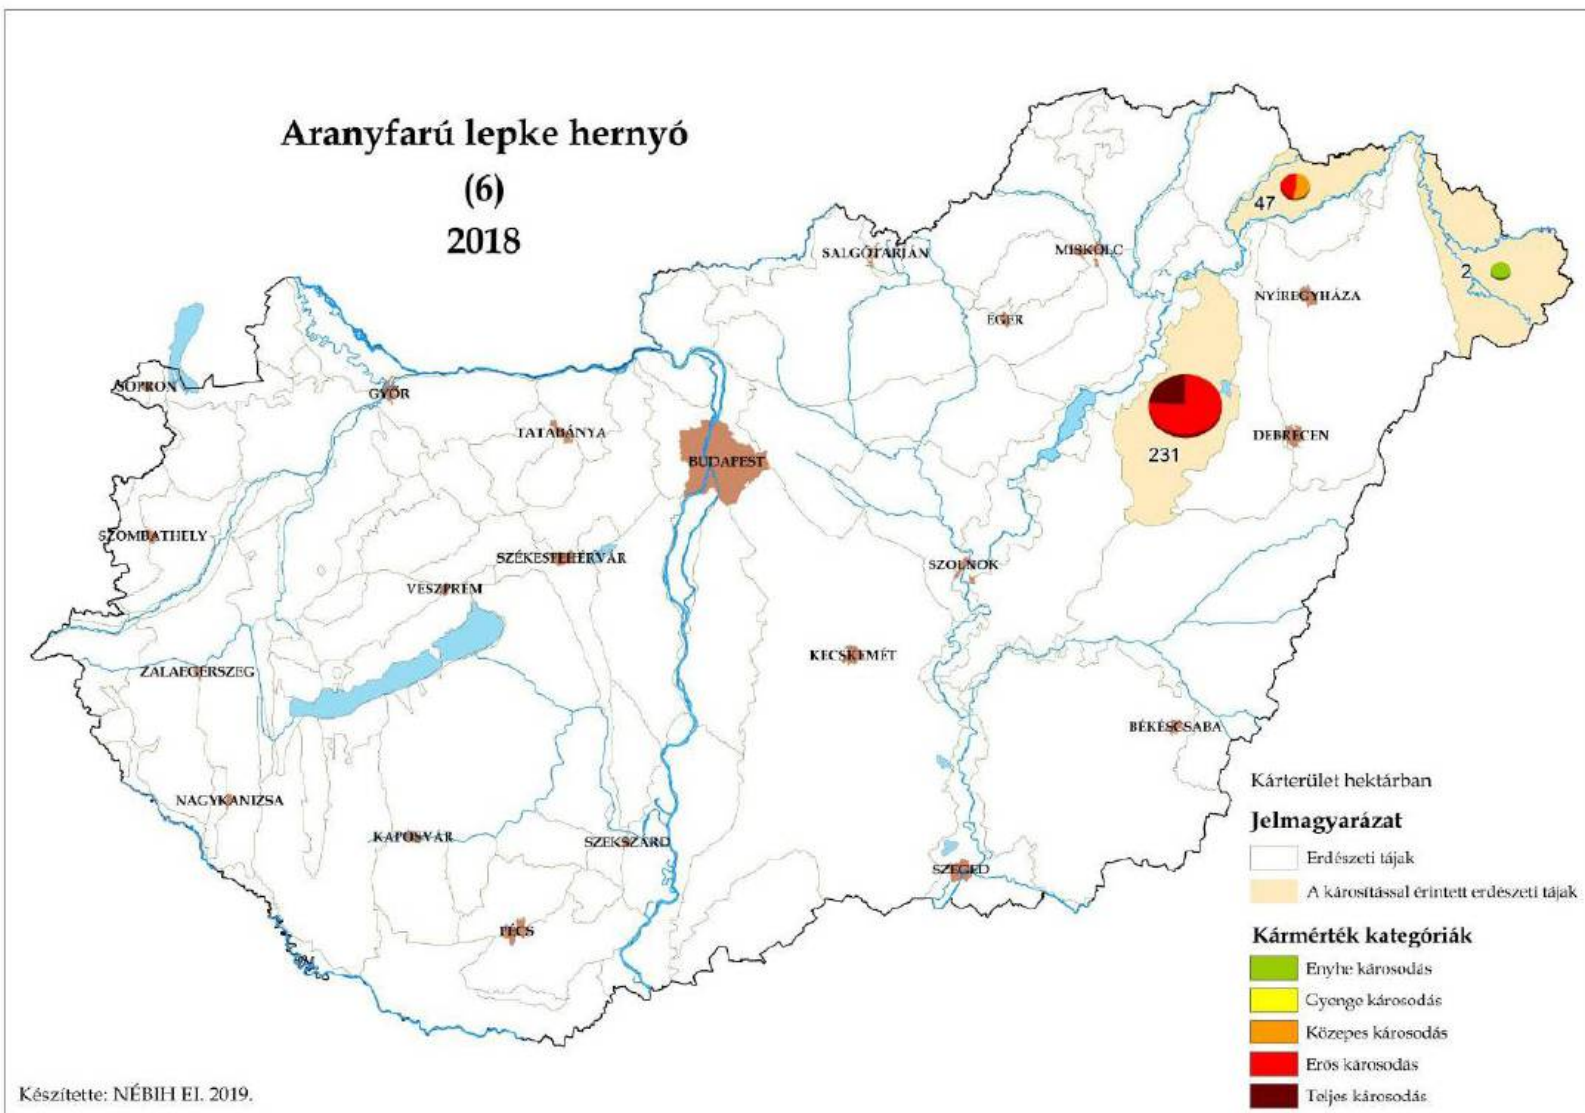 Aranyfarú lepke hernyó
(6)
2018
47
SALGÓTARJÁN
MISKOLC
2
NYÍREGYHÁZA
EGER
SOPRON
GYŐR
TATABÁNYA
DEBRECEN
231
BUDAPEST
SZOMBATHELY
SZÉKESFEHÉRVÁR
SZOLNOK
VESZPRÉM
KECSKEMÉT
ZALAEGERSZEG
BÉKÉSCSABA
NAGYKANIZSA
KAPOSVÁR
SZEKSZÁRD
SZEGED
PÉCS
Kárterület hektárban
Jelmagyarázat
Erdészeti tájak
A károsítással érintett erdészeti tájak
Kármérték kategóriák
Enyhe károsodás
Gyenge károsodás
Közepes károsodás
Erős károsodás
Teljes károsodás
Készítette: NÉBIH EI. 2019.